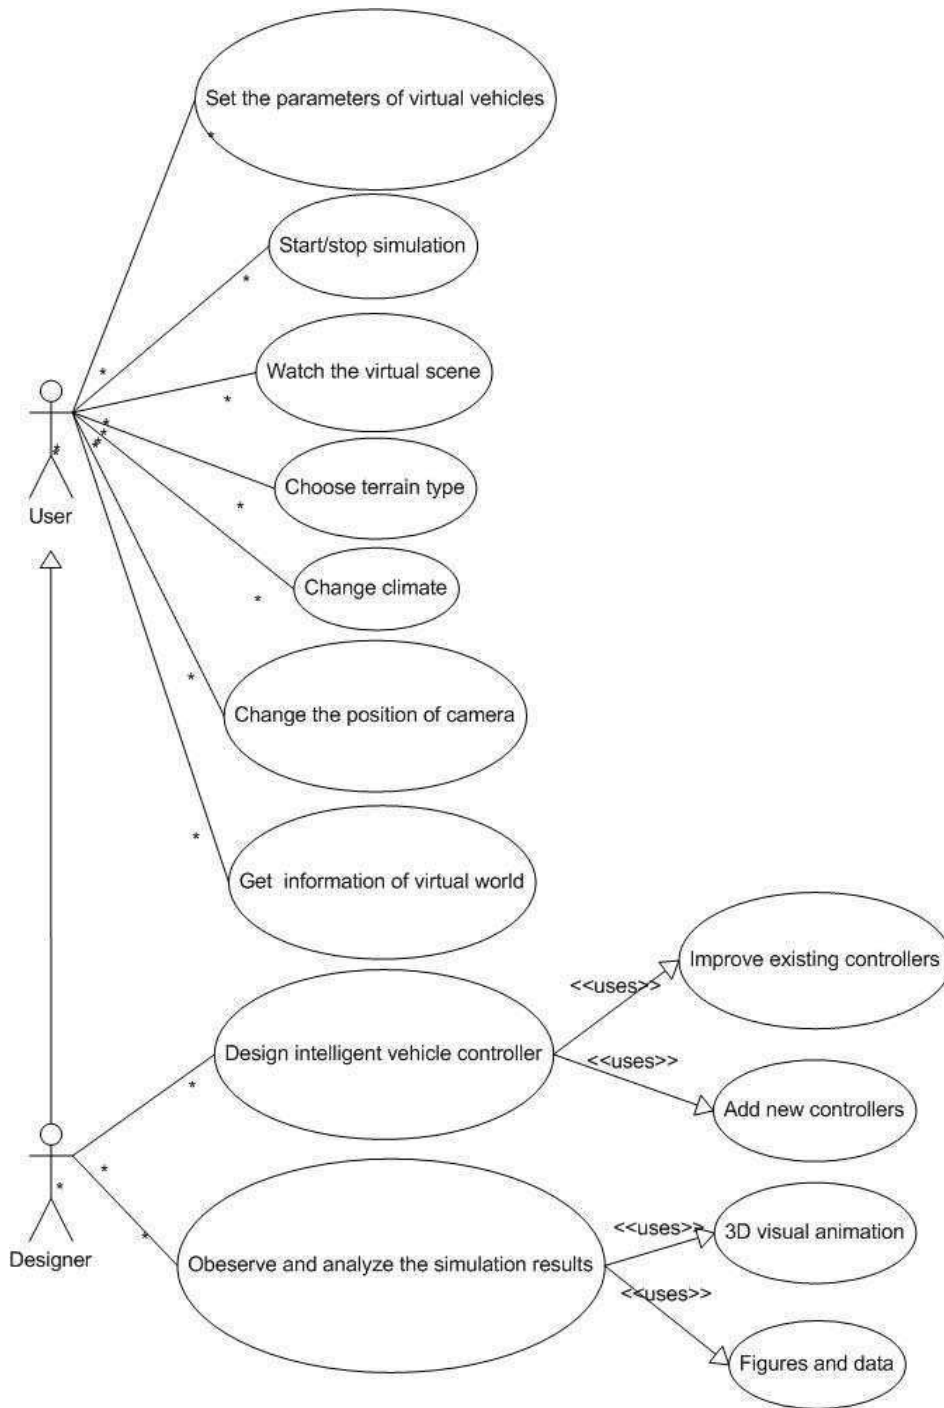 Set the parameters of virtual vehicles
*
Start/stop simulation
*
*
Watch the virtual scene
*
*
*
*
*
*
*
User
Choose terrain type
*
Change climate
*
*
Change the position of camera
*
Get information of virtual world
Improve existing controllers
<<uses>>
Design intelligent vehicle controller
<<uses>>
*
Add new controllers
*
*
Designer
*
<<uses>>
3D visual animation
Obeserve and analyze the simulation results
<<uses>>
Figures and data